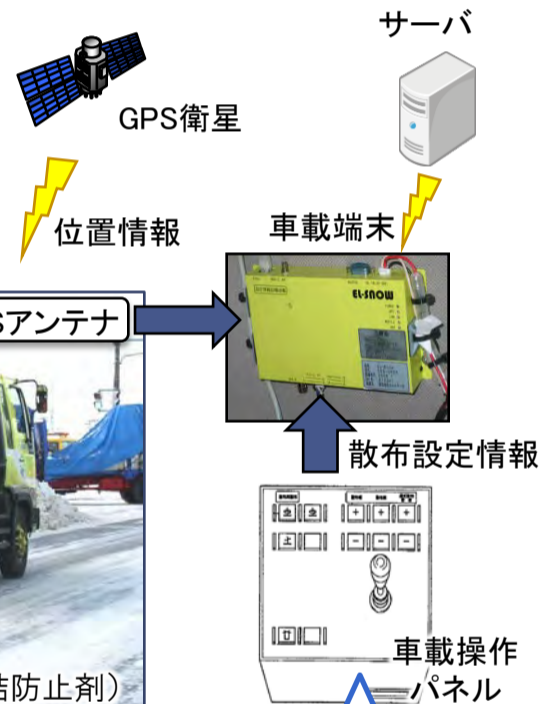 サーバ
GPS衛星
位置情報
車載端末
Sアンテナ
EL-SNOW
散布設定情報
上
車載操作
パネル
結防止剤）